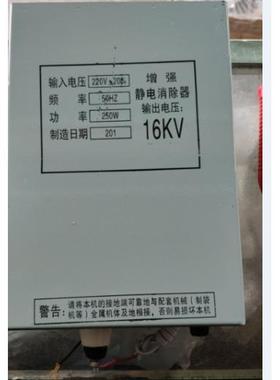 输入电压 220V ±20% 增强
频率 50HZ 静电消除器
功率 250W 输出电压:
制造日期 201 16KV
警告: 请将本机的接地端可靠地与配套机械（制袋
机等）金属机体及地相接，否则易损坏本机